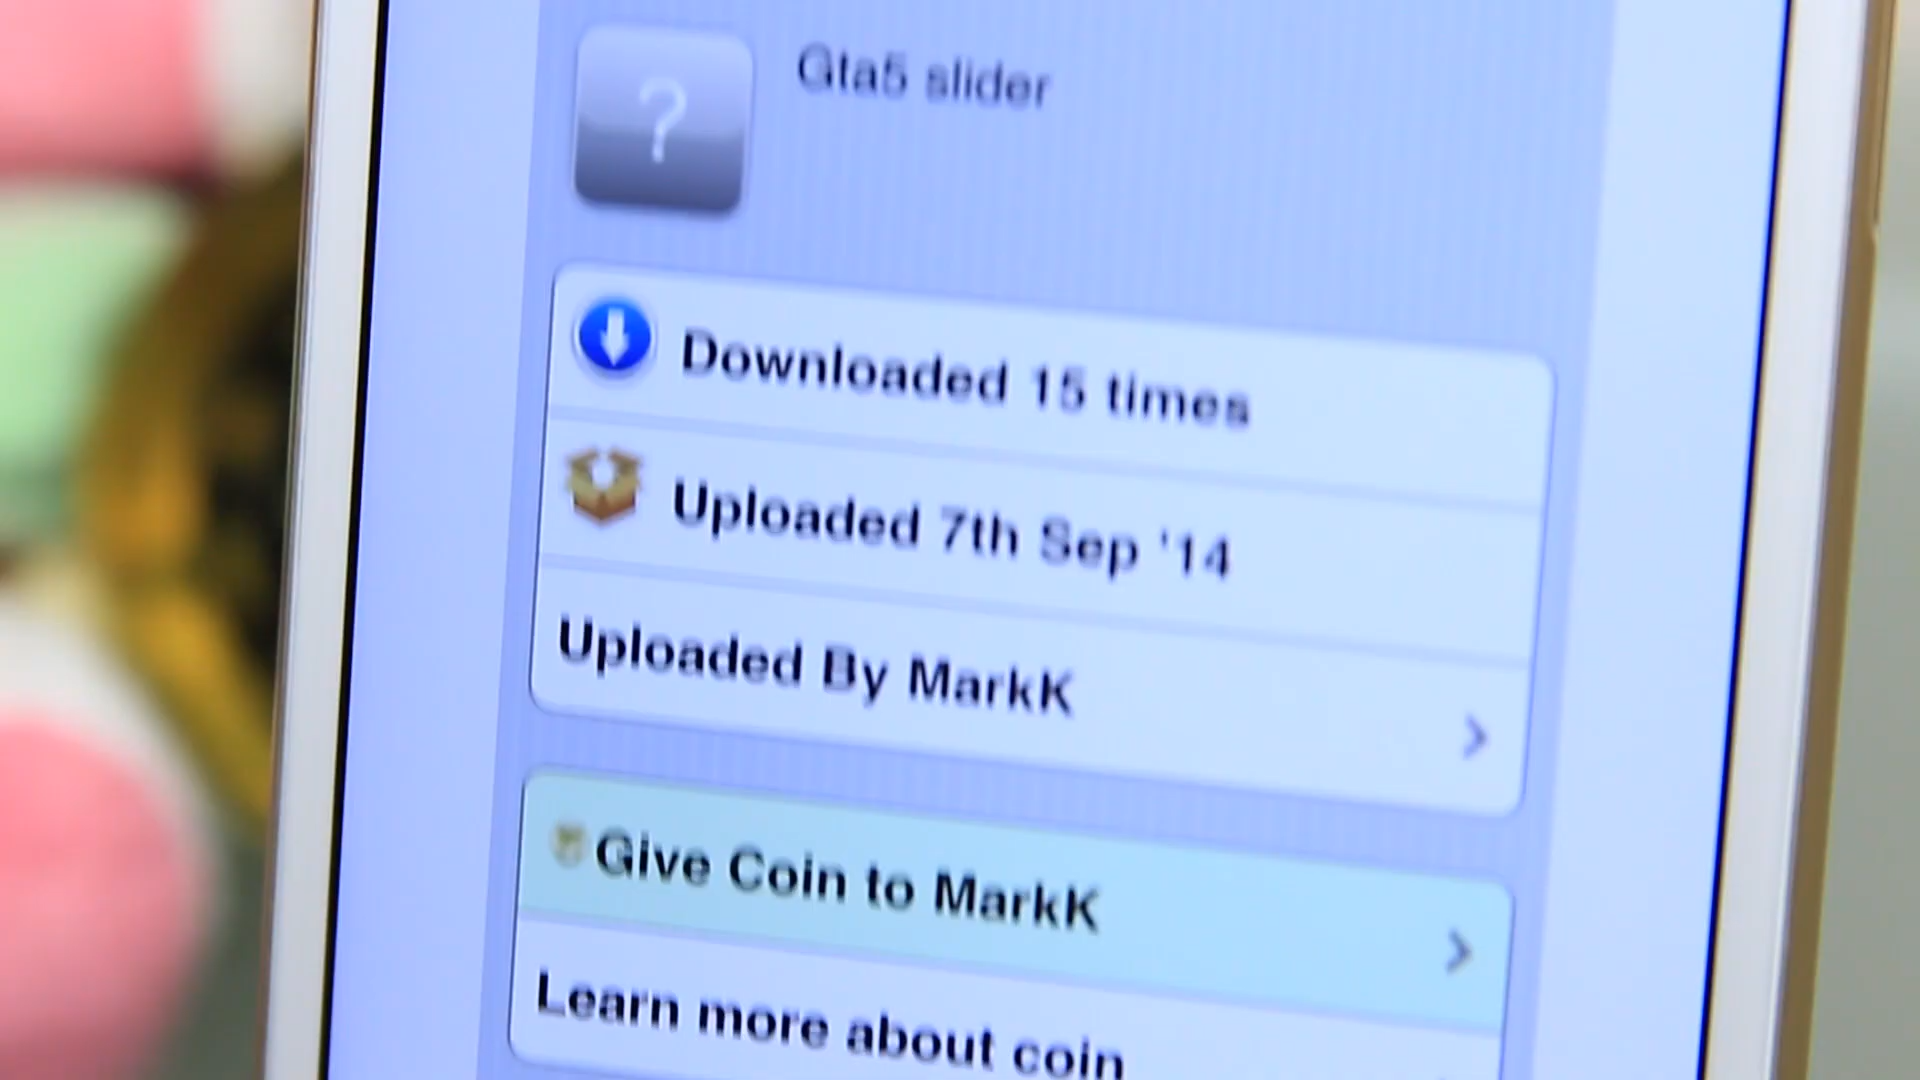 Gta5 slider
?
Downloaded 15 times
Uploaded 7th Sep '14
Uploaded By MarkK
Give Coin to MarkK
Learn more about coin